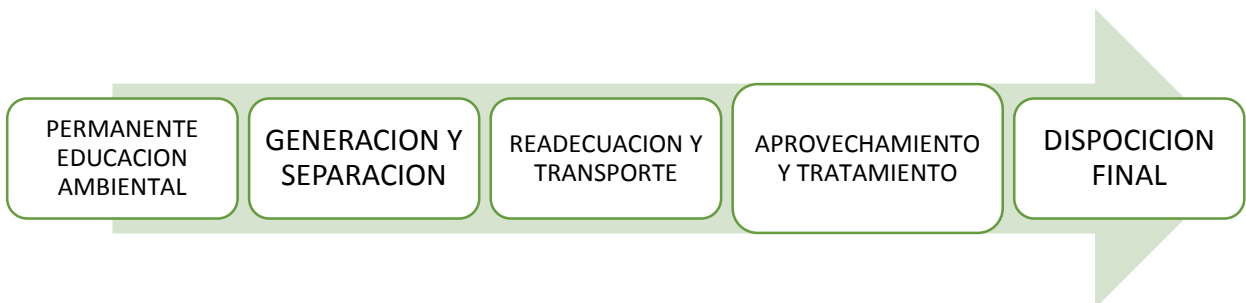 PERMANENTE
EDUCACION
AMBIENTAL
GENERACION Y
SEPARACION
READECUACION Y
TRANSPORTE
APROVECHAMIENTO
Y TRATAMIENTO
DISPOCICION
FINAL